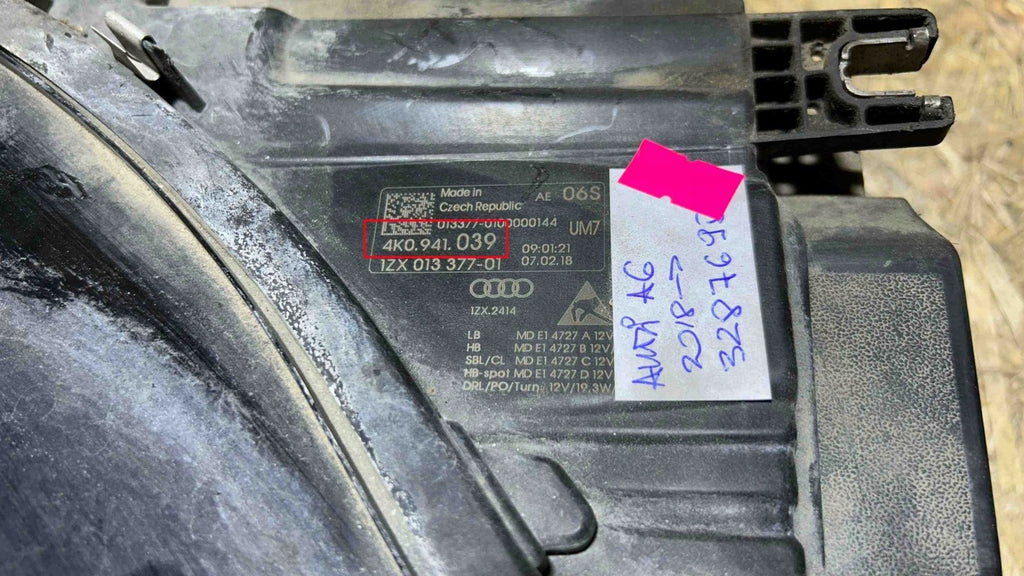 Made in
Czech Republic
AE
06S
013377-0100000144
UM7
4K0.941.039
09:01:21
1ZX 013 377-01
07.02.18
1ZX.2414
LB MD E1 4727 A 12V
HB MD E1 4727 B 12V
SBL/CL MD E1 4727 C 12V
HB-spot MD E1 4727 D 12V
DRL/PO/Turn: 12V/19.3W
AUDI A6
2018->
3287695